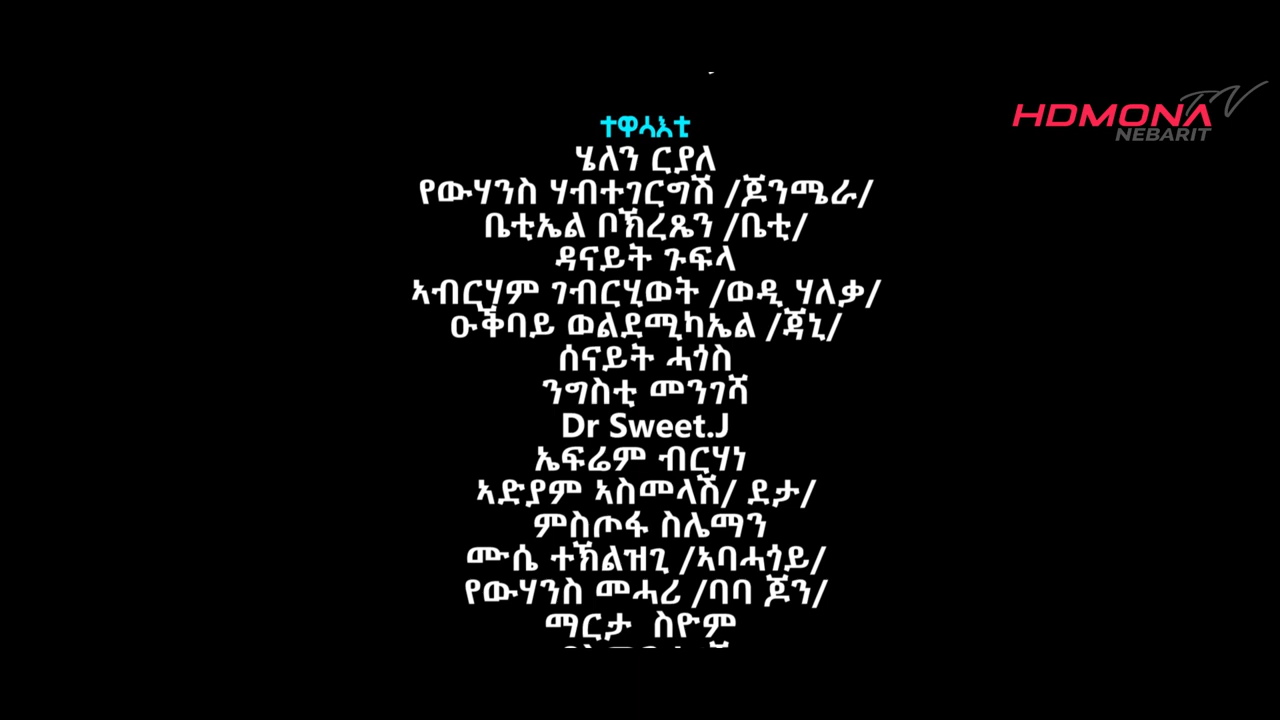 HDMONA TV
NEBARIT
ተዋሳእቲ
ሄለን ርያለ
የውሃንስ ሃብተገርግሽ /ጆንሜራ/
ቤቲኤል ቦኽረጼን /ቤቲ/
ዳናይት ጉፍላ
ኣብርሃም ገብርሂወት /ወዲ ሃለቃ/
ዑቕባይ ወልደሚካኤል /ጃኒ/
ሰናይት ሓጎስ
ንግስቲ መንገሻ
Dr Sweet.J
ኤፍሬም ብርሃነ
ኣድያም ኣስመላሽ/ ደታ/
ምስጦፋ ስሌማን
ሙሴ ተኽልዝጊ /ኣባሓጎይ/
የውሃንስ መሓሪ /ባባ ጆን/
ማርታ ስዮም